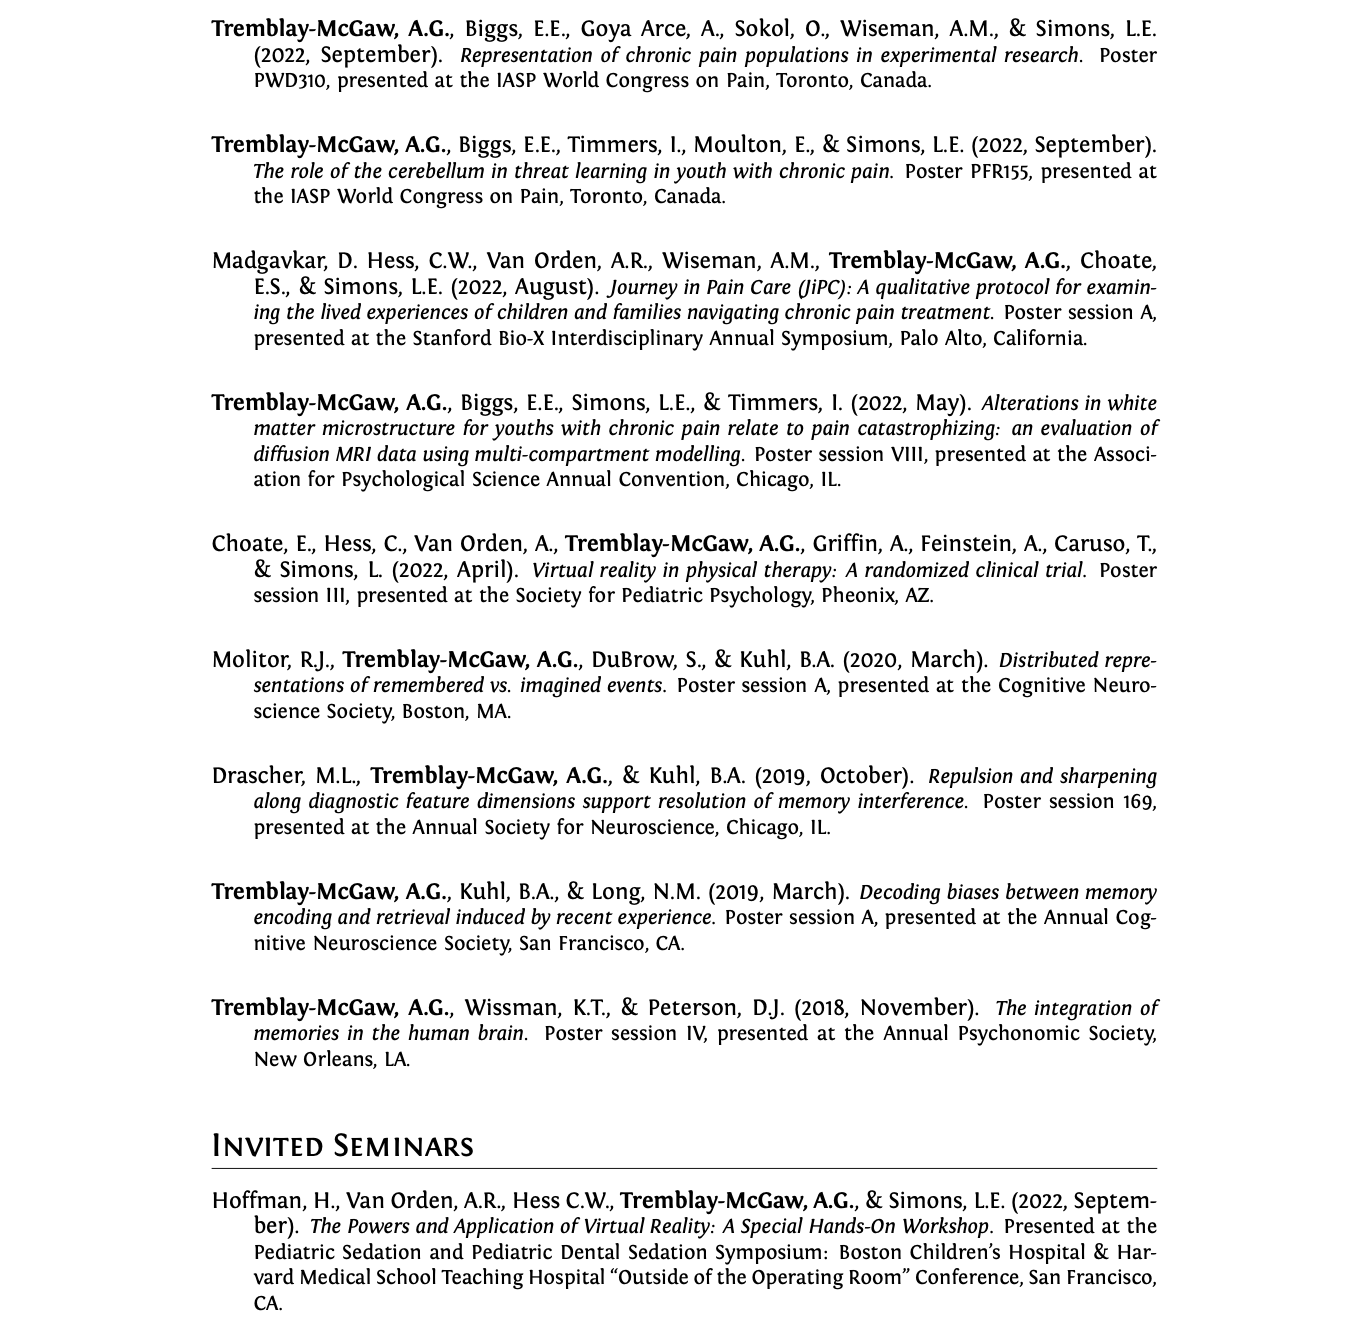 Tremblay-McGaw, A.G., Biggs, E.E., Goya Arce, A., Sokol, O., Wiseman, A.M., & Simons, L.E.
(2022, September). Representation of chronic pain populations in experimental research. Poster
PWD310, presented at the IASP World Congress on Pain, Toronto, Canada.
Tremblay-McGaw, A.G., Biggs, E.E., Timmers, I., Moulton, E., & Simons, L.E. (2022, September).
The role of the cerebellum in threat learning in youth with chronic pain. Poster PFR155, presented at
the IASP World Congress on Pain, Toronto, Canada.
Madgavkar, D. Hess, C.W., Van Orden, A.R., Wiseman, A.M., Tremblay-McGaw, A.G., Choate,
E.S., & Simons, L.E. (2022, August). Journey in Pain Care (JiPC): A qualitative protocol for examin-
ing the lived experiences of children and families navigating chronic pain treatment. Poster session A,
presented at the Stanford Bio-X Interdisciplinary Annual Symposium, Palo Alto, California.
Tremblay-McGaw, A.G., Biggs, E.E., Simons, L.E., & Timmers, I. (2022, May). Alterations in white
matter microstructure for youths with chronic pain relate to pain catastrophizing: an evaluation of
diffusion MRI data using multi-compartment modelling. Poster session VIII, presented at the Associ-
ation for Psychological Science Annual Convention, Chicago, IL.
Choate, E., Hess, C., Van Orden, A., Tremblay-McGaw, A.G., Griffin, A., Feinstein, A., Caruso, T.,
& Simons, L. (2022, April). Virtual reality in physical therapy: A randomized clinical trial. Poster
session III, presented at the Society for Pediatric Psychology, Pheonix, AZ.
Molitor, R.J., Tremblay-McGaw, A.G., DuBrow, S., & Kuhl, B.A. (2020, March). Distributed repre-
sentations of remembered vs. imagined events. Poster session A, presented at the Cognitive Neuro-
science Society, Boston, MA.
Drascher, M.L., Tremblay-McGaw, A.G., & Kuhl, B.A. (2019, October). Repulsion and sharpening
along diagnostic feature dimensions support resolution of memory interference. Poster session 169,
presented at the Annual Society for Neuroscience, Chicago, IL.
Tremblay-McGaw, A.G., Kuhl, B.A., & Long, N.M. (2019, March). Decoding biases between memory
encoding and retrieval induced by recent experience. Poster session A, presented at the Annual Cog-
nitive Neuroscience Society, San Francisco, CA.
Tremblay-McGaw, A.G., Wissman, K.T., & Peterson, D.J. (2018, November). The integration of
memories in the human brain. Poster session IV, presented at the Annual Psychonomic Society,
New Orleans, LA.
Invited Seminars
Hoffman, H., Van Orden, A.R., Hess C.W., Tremblay-McGaw, A.G., & Simons, L.E. (2022, Septem-
ber). The Powers and Application of Virtual Reality: A Special Hands-On Workshop. Presented at the
Pediatric Sedation and Pediatric Dental Sedation Symposium: Boston Children's Hospital & Har-
vard Medical School Teaching Hospital "Outside of the Operating Room" Conference, San Francisco,
CA.